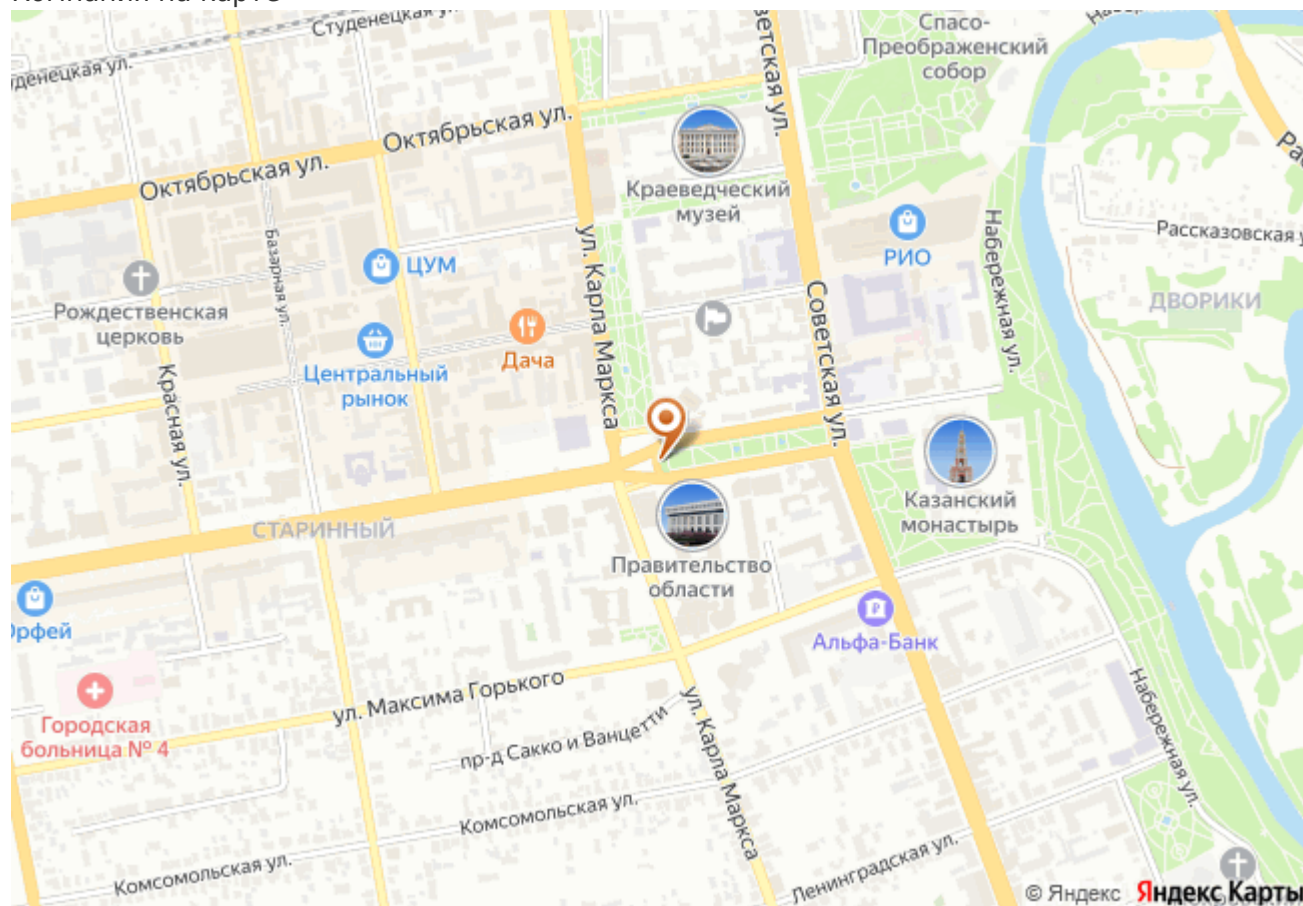 Студенецкая ул.
Спасо-
Преображенский
собор
Советская ул.
Октябрьская ул.
Октябрьская ул.
Краеведческий
музей
ул. Карла Маркса
Базарная ул.
ЦУМ
РИО
Набережная ул.
Рассказовская
ДВОРИКИ
Рождественская
церковь
Советская ул.
Дача
Центральный
рынок
Красная ул.
Казанский
монастырь
СТАРИННЫЙ
Правительство
области
Альфа-Банк
ул. Максима Горького
Городская
больница № 4
пр-д Сакко и Ванцетти
ул. Карла Маркса
Набережная ул.
Комсомольская ул.
Комсомольская ул.
Ленинградская ул.
© Яндекс Яндекс Карты